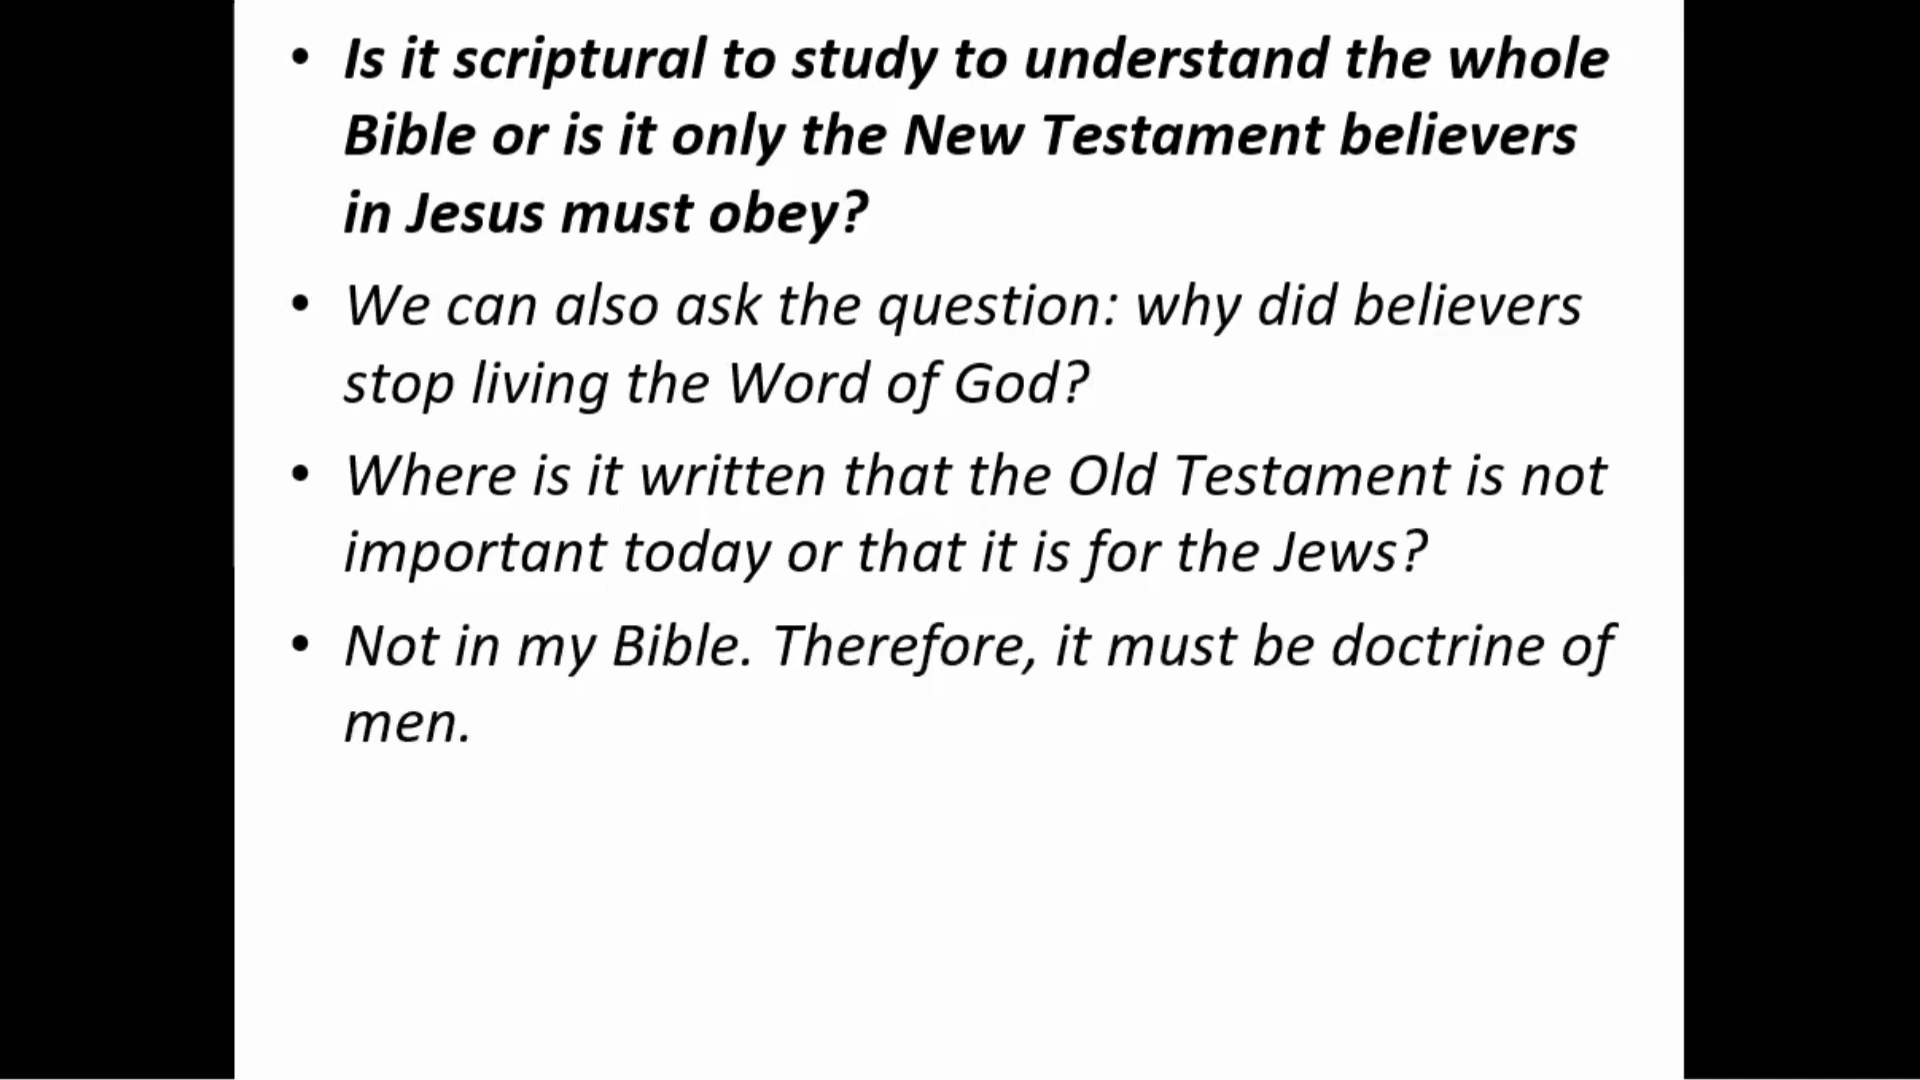 • Is it scriptural to study to understand the whole
Bible or is it only the New Testament believers
in Jesus must obey?
• We can also ask the question: why did believers
stop living the Word of God?
• Where is it written that the Old Testament is not
important today or that it is for the Jews?
• Not in my Bible. Therefore, it must be doctrine of
men.